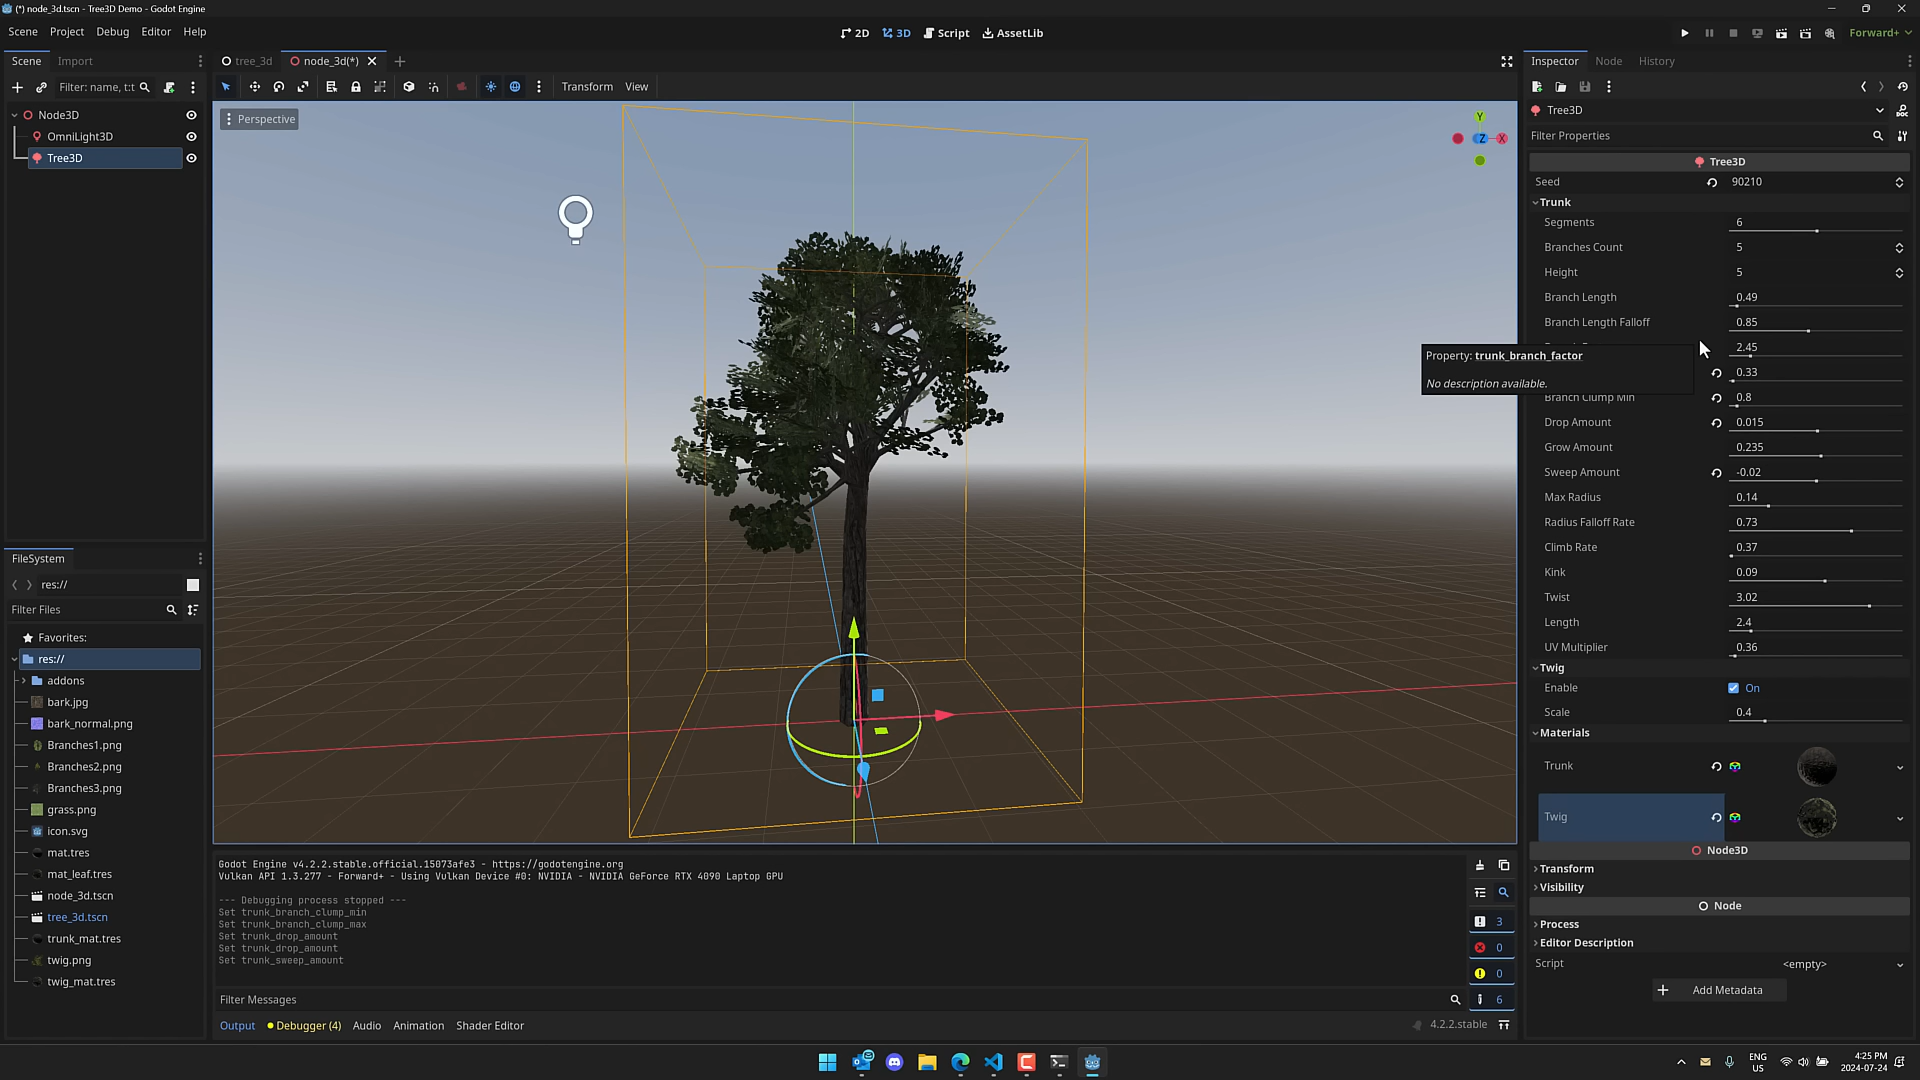 (*) node_3d.tscn - Tree3D Demo - Godot Engine
Scene Project Debug Editor Help
2D 3D Script AssetLib
Forward+
Scene Import
Filter: name, t:t
Node3D
OmniLight3D
Tree3D
tree_3d node_3d(*)
Transform View
Perspective
Y
Z X
FileSystem
res://
Filter Files
Favorites:
res://
addons
bark.jpg
bark_normal.png
Branches1.png
Branches2.png
Branches3.png
grass.png
icon.svg
mat.tres
mat_leaf.tres
node_3d.tscn
tree_3d.tscn
trunk_mat.tres
twig.png
twig_mat.tres
Godot Engine v4.2.2.stable.official.15073afe3 - https://godotengine.org
Vulkan API 1.3.277 - Forward+ - Using Vulkan Device #0: NVIDIA - NVIDIA GeForce RTX 4090 Laptop GPU
--- Debugging process stopped ---
Set trunk_branch_clump_min
Set trunk_branch_clump_max
Set trunk_drop_amount
Set trunk_drop_amount
Set trunk_sweep_amount
3
0
0
6
Filter Messages
Output Debugger (4) Audio Animation Shader Editor
4.2.2.stable
Inspector Node History
Tree3D
Filter Properties
Tree3D
Seed 90210
Trunk
Segments 6
Branches Count 5
Height 5
Branch Length 0.49
Branch Length Falloff 0.85
2.45
0.33
Property: trunk_branch_factor
No description available.
Branch Clump Min 0.8
Drop Amount 0.015
Grow Amount 0.235
Sweep Amount -0.02
Max Radius 0.14
Radius Falloff Rate 0.73
Climb Rate 0.37
Kink 0.09
Twist 3.02
Length 2.4
UV Multiplier 0.36
Twig
Enable On
Scale 0.4
Materials
Trunk
Twig
Node3D
Transform
Visibility
Node
Process
Editor Description
Script <empty>
Add Metadata
ENG
US
4:25 PM
2024-07-24